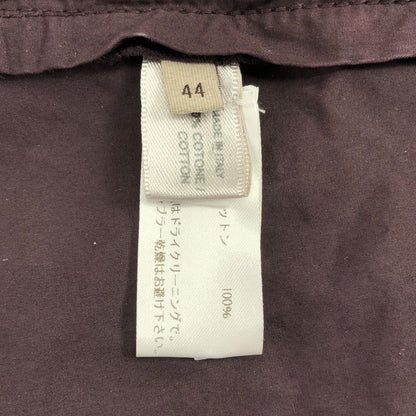 44
MADE IN ITALY
% COTONE /
COTTON
ットン 100%
はドライクリーニングで。
ブラー乾燥はお避け下さい。